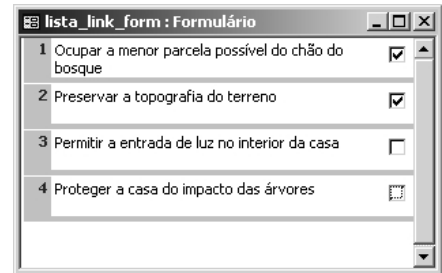 lista_link_form : Formulário
1 Ocupar a menor parcela possível do chão do
bosque
2 Preservar a topografia do terreno
3 Permitir a entrada de luz no interior da casa
4 Proteger a casa do impacto das árvores